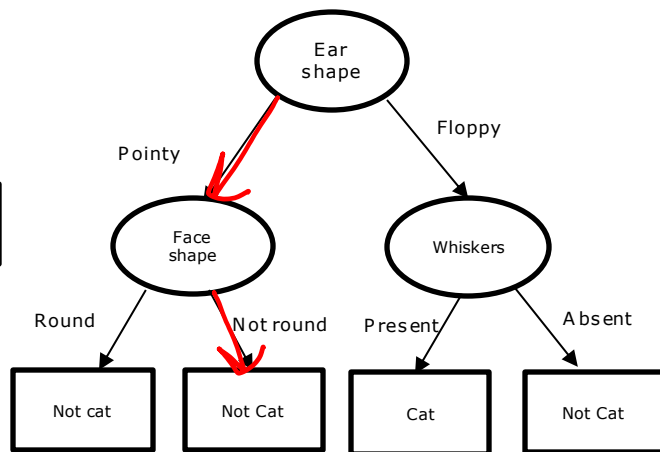 Ear
shape
Pointy
Floppy
Face
shape
Whiskers
Round
Not round
Present
Absent
Not cat
Not Cat
Cat
Not Cat